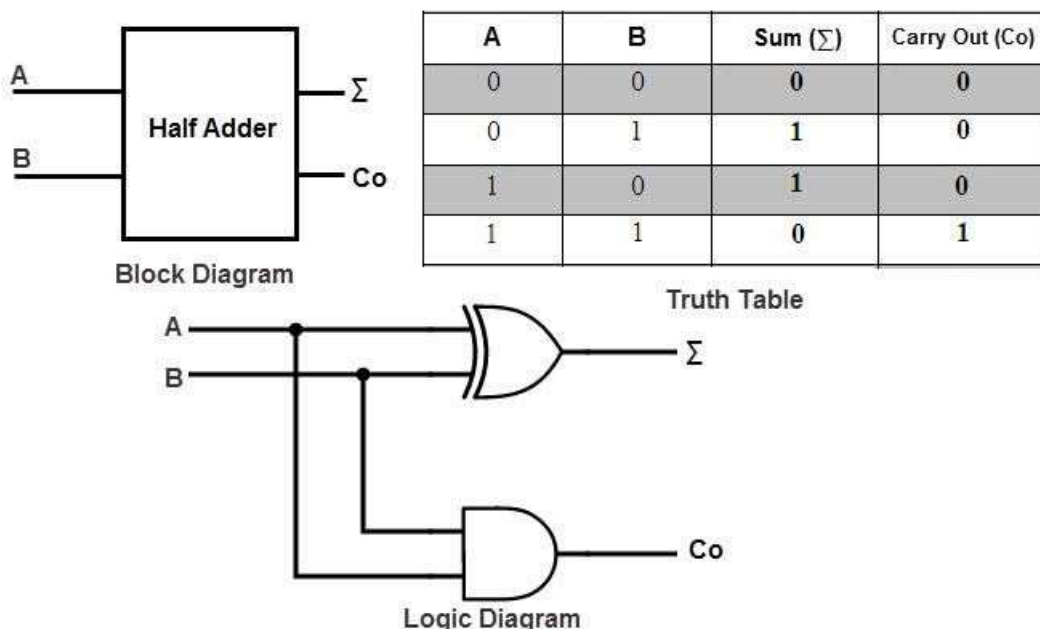 A
B
Half Adder
∑
Co
Block Diagram
A B Sum (∑) Carry Out (Co)
0 0 0 0
0 1 1 0
1 0 1 0
1 1 0 1
Truth Table
A
B
∑
Co
Logic Diagram